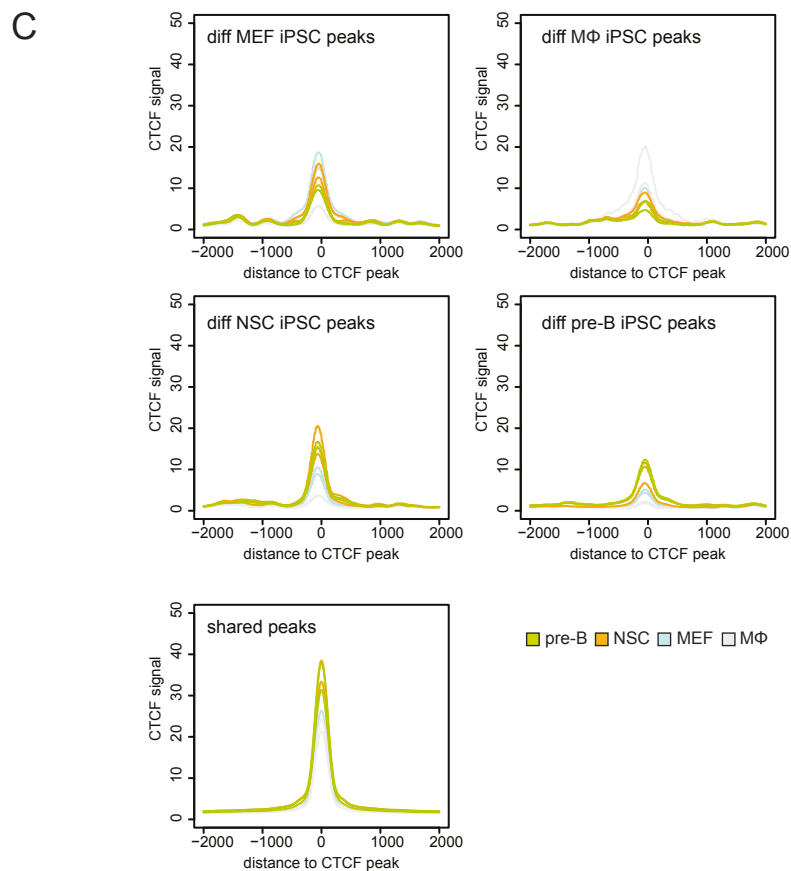 C
diff MEF iPSC peaks
CTCF signal
0 10 20 30 40 50
−2000 −1000 0 1000 2000
distance to CTCF peak
diff MΦ iPSC peaks
CTCF signal
0 10 20 30 40 50
−2000 −1000 0 1000 2000
distance to CTCF peak
diff NSC iPSC peaks
CTCF signal
0 10 20 30 40 50
−2000 −1000 0 1000 2000
distance to CTCF peak
diff pre-B iPSC peaks
CTCF signal
0 10 20 30 40 50
−2000 −1000 0 1000 2000
distance to CTCF peak
shared peaks
CTCF signal
0 10 20 30 40 50
−2000 −1000 0 1000 2000
distance to CTCF peak
pre-B NSC MEF MΦ